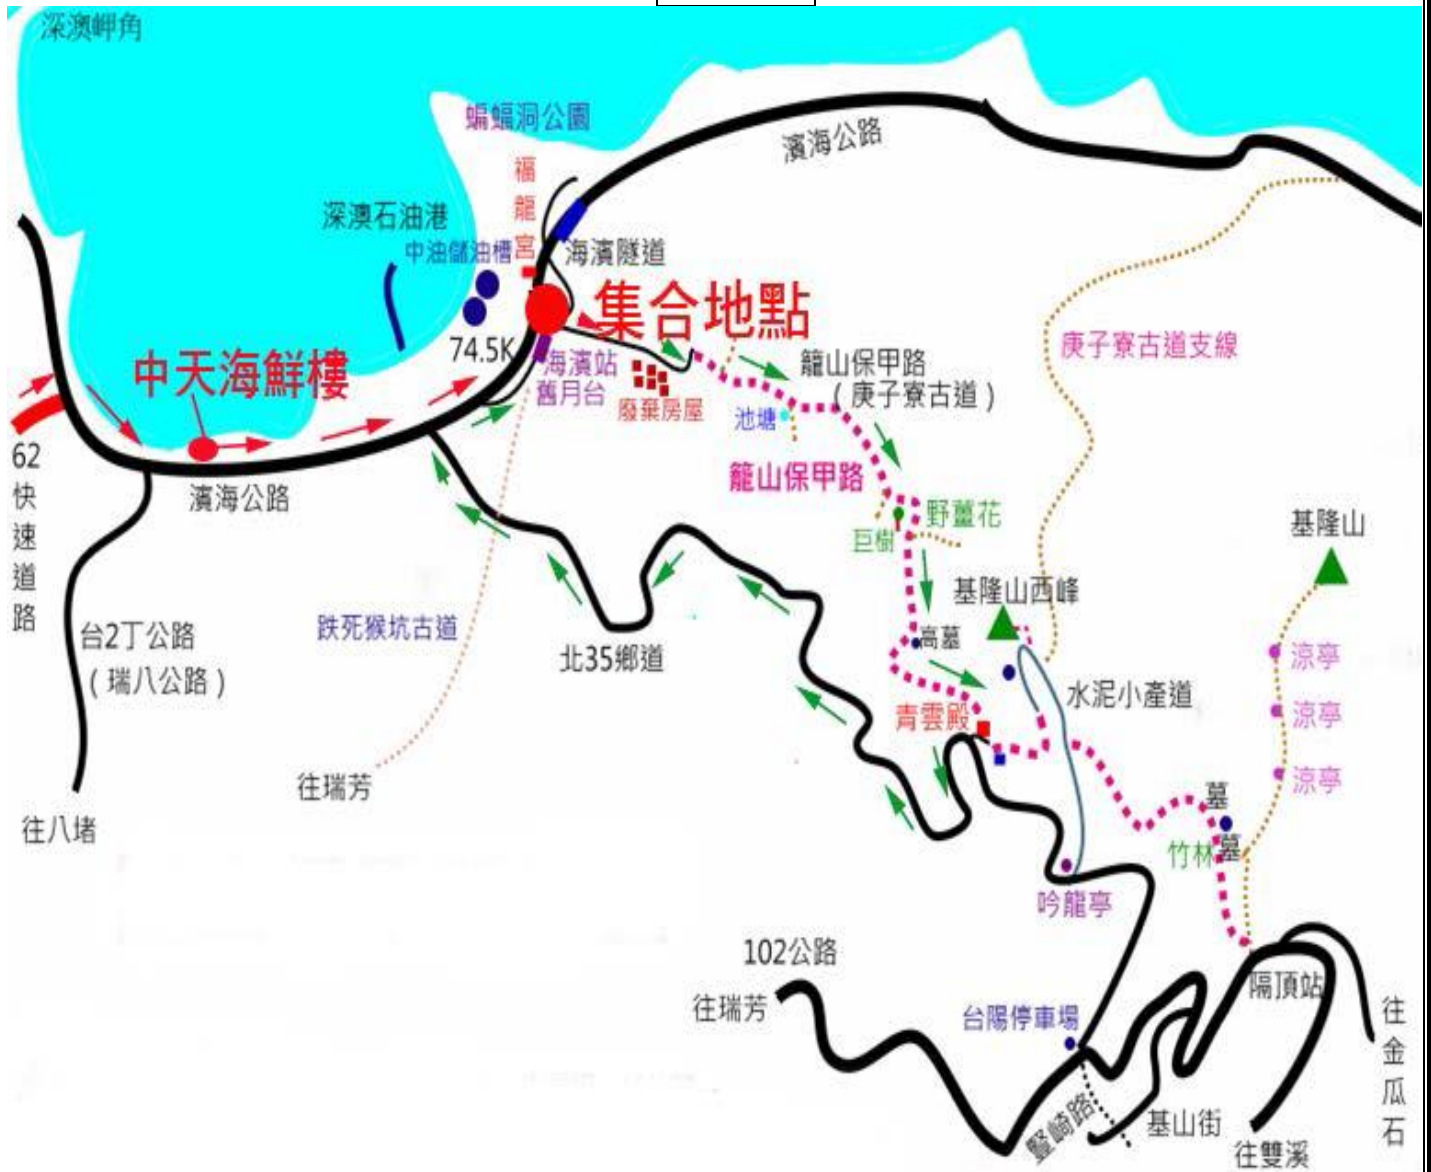 深澳岬角
蝙蝠洞公園
濱海公路
福龍宮
深澳石油港
中油儲油槽
海濱隧道
集合地點
74.5K
海濱站
舊月台
中天海鮮樓
廢棄房屋
籠山保甲路
(庚子寮古道)
庚子寮古道支線
池塘
籠山保甲路
62快速道路
濱海公路
野薑花
巨樹
基隆山
基隆山西峰
台2丁公路
(瑞八公路)
跌死猴坑古道
北35鄉道
高墓
涼亭
水泥小產道
青雲殿
涼亭
往瑞芳
涼亭
往八堵
墓
竹林
墓
吟龍亭
102公路
往瑞芳
隔頂站
台陽停車場
往金瓜石
豎崎路
基山街
往雙溪